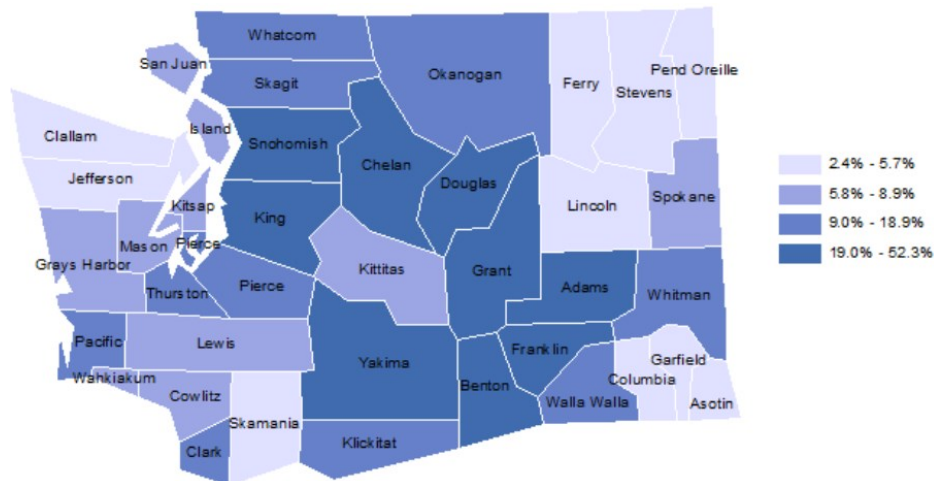 Whatcom
San Juan
Skagit
Okanogan
Ferry
Stevens
Pend Oreille
Island
Clallam
Snohomish
Chelan
Douglas
Jefferson
Kitsap
King
Lincoln
Spokane
Mason
Pierce
Grays Harbor
Kittitas
Grant
Thurston
Pierce
Adams
Whitman
Pacific
Lewis
Yakima
Franklin
Garfield
Wahkiakum
Cowlitz
Benton
Columbia
Walla Walla
Asotin
Skamania
Clark
Klickitat
2.4% - 5.7%
5.8% - 8.9%
9.0% - 18.9%
19.0% - 52.3%